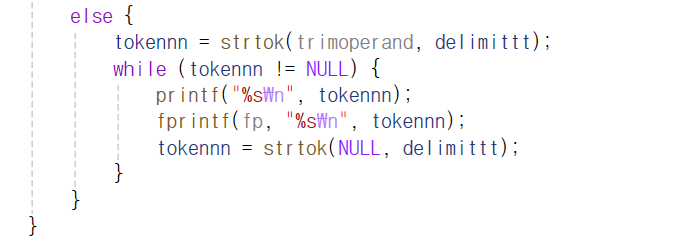 else {
tokennn = strtok(trimoperand, delimittt);
while (tokennn != NULL) {
printf("%s₩n", tokennn);
fprintf(fp, "%s₩n", tokennn);
tokennn = strtok(NULL, delimittt);
}
}
}